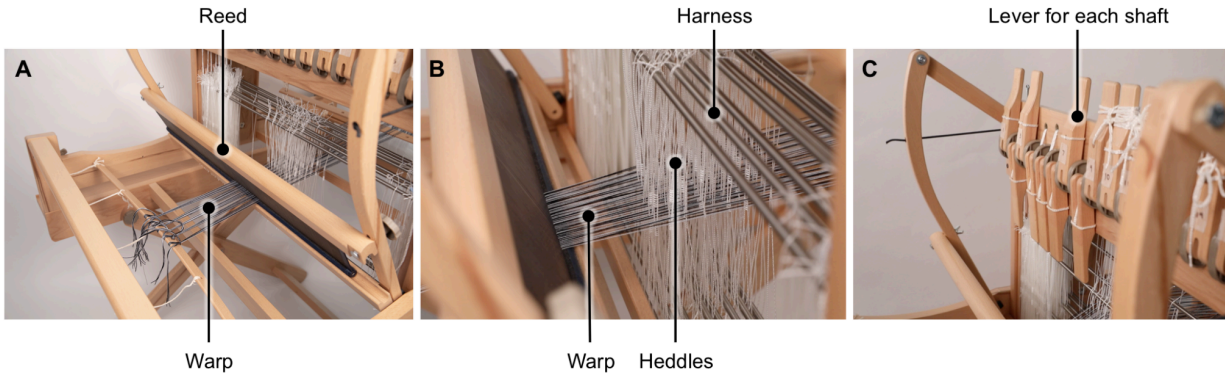 Reed
Harness
Lever for each shaft
A
B
C
Warp
Warp
Heddles